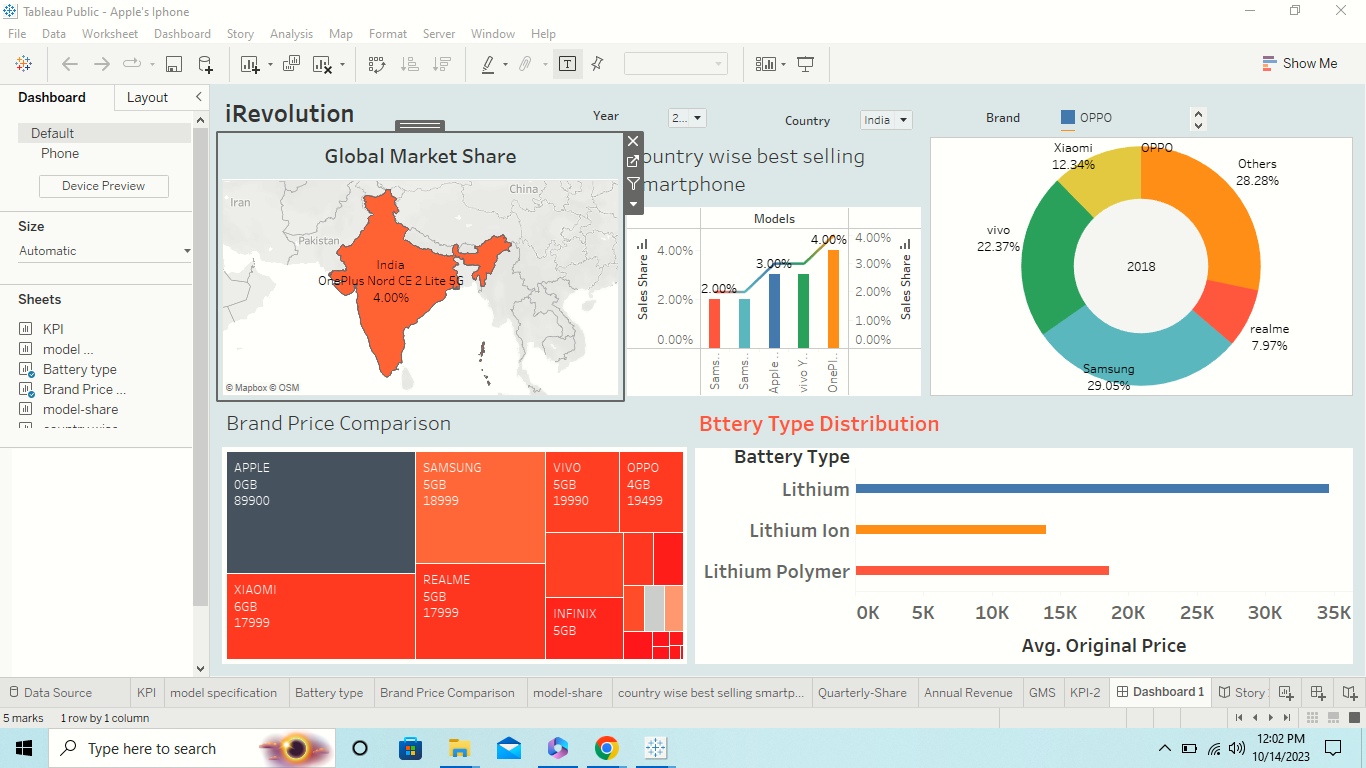 Tableau Public - Apple's Iphone
File Data Worksheet Dashboard Story Analysis Map Format Server Window Help
Show Me
Dashboard Layout
Default
Phone
Device Preview
Size
Automatic
Sheets
KPI
model ...
Battery type
Brand Price ...
model-share
iRevolution
Year 2...
Country India
Brand OPPO
Global Market Share
Iran
China
Pakistan
India
OnePlus Nord CE 2 Lite 5G
4.00%
© Mapbox © OSM
ountry wise best selling
martphone
Models
Sales Share
4.00%
2.00%
0.00%
2.00%
3.00%
4.00%
4.00%
3.00%
2.00%
1.00%
0.00%
Sales Share
Sams..
Sams..
Apple ..
vivo Y..
OnePl..
Xiaomi
12.34%
OPPO
Others
28.28%
vivo
22.37%
2018
realme
7.97%
Samsung
29.05%
Brand Price Comparison
APPLE
0GB
89900
SAMSUNG
5GB
18999
VIVO
5GB
19990
OPPO
4GB
19499
XIAOMI
6GB
17999
REALME
5GB
17999
INFINIX
5GB
Bttery Type Distribution
Battery Type
Lithium
Lithium Ion
Lithium Polymer
0K 5K 10K 15K 20K 25K 30K 35K
Avg. Original Price
Data Source KPI model specification Battery type Brand Price Comparison model-share country wise best selling smartp... Quarterly-Share Annual Revenue GMS KPI-2 Dashboard 1 Story
5 marks 1 row by 1 column
Type here to search
12:02 PM
10/14/2023